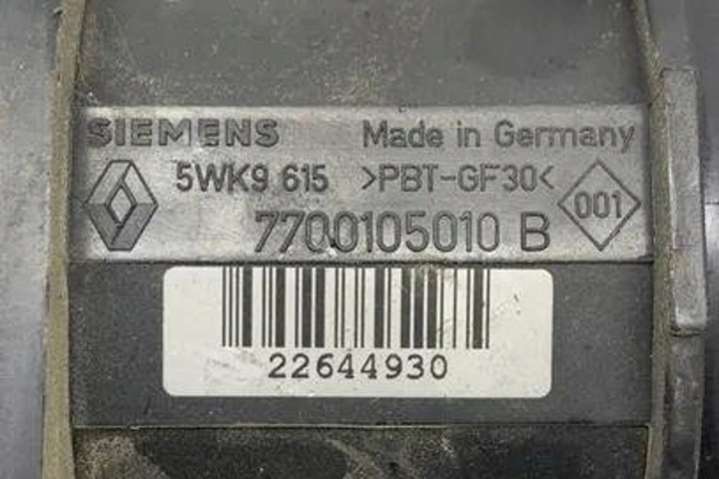 SIEMENS Made in Germany
5WK9 615 >PBT-GF30<
001
7700105010 B
22644930